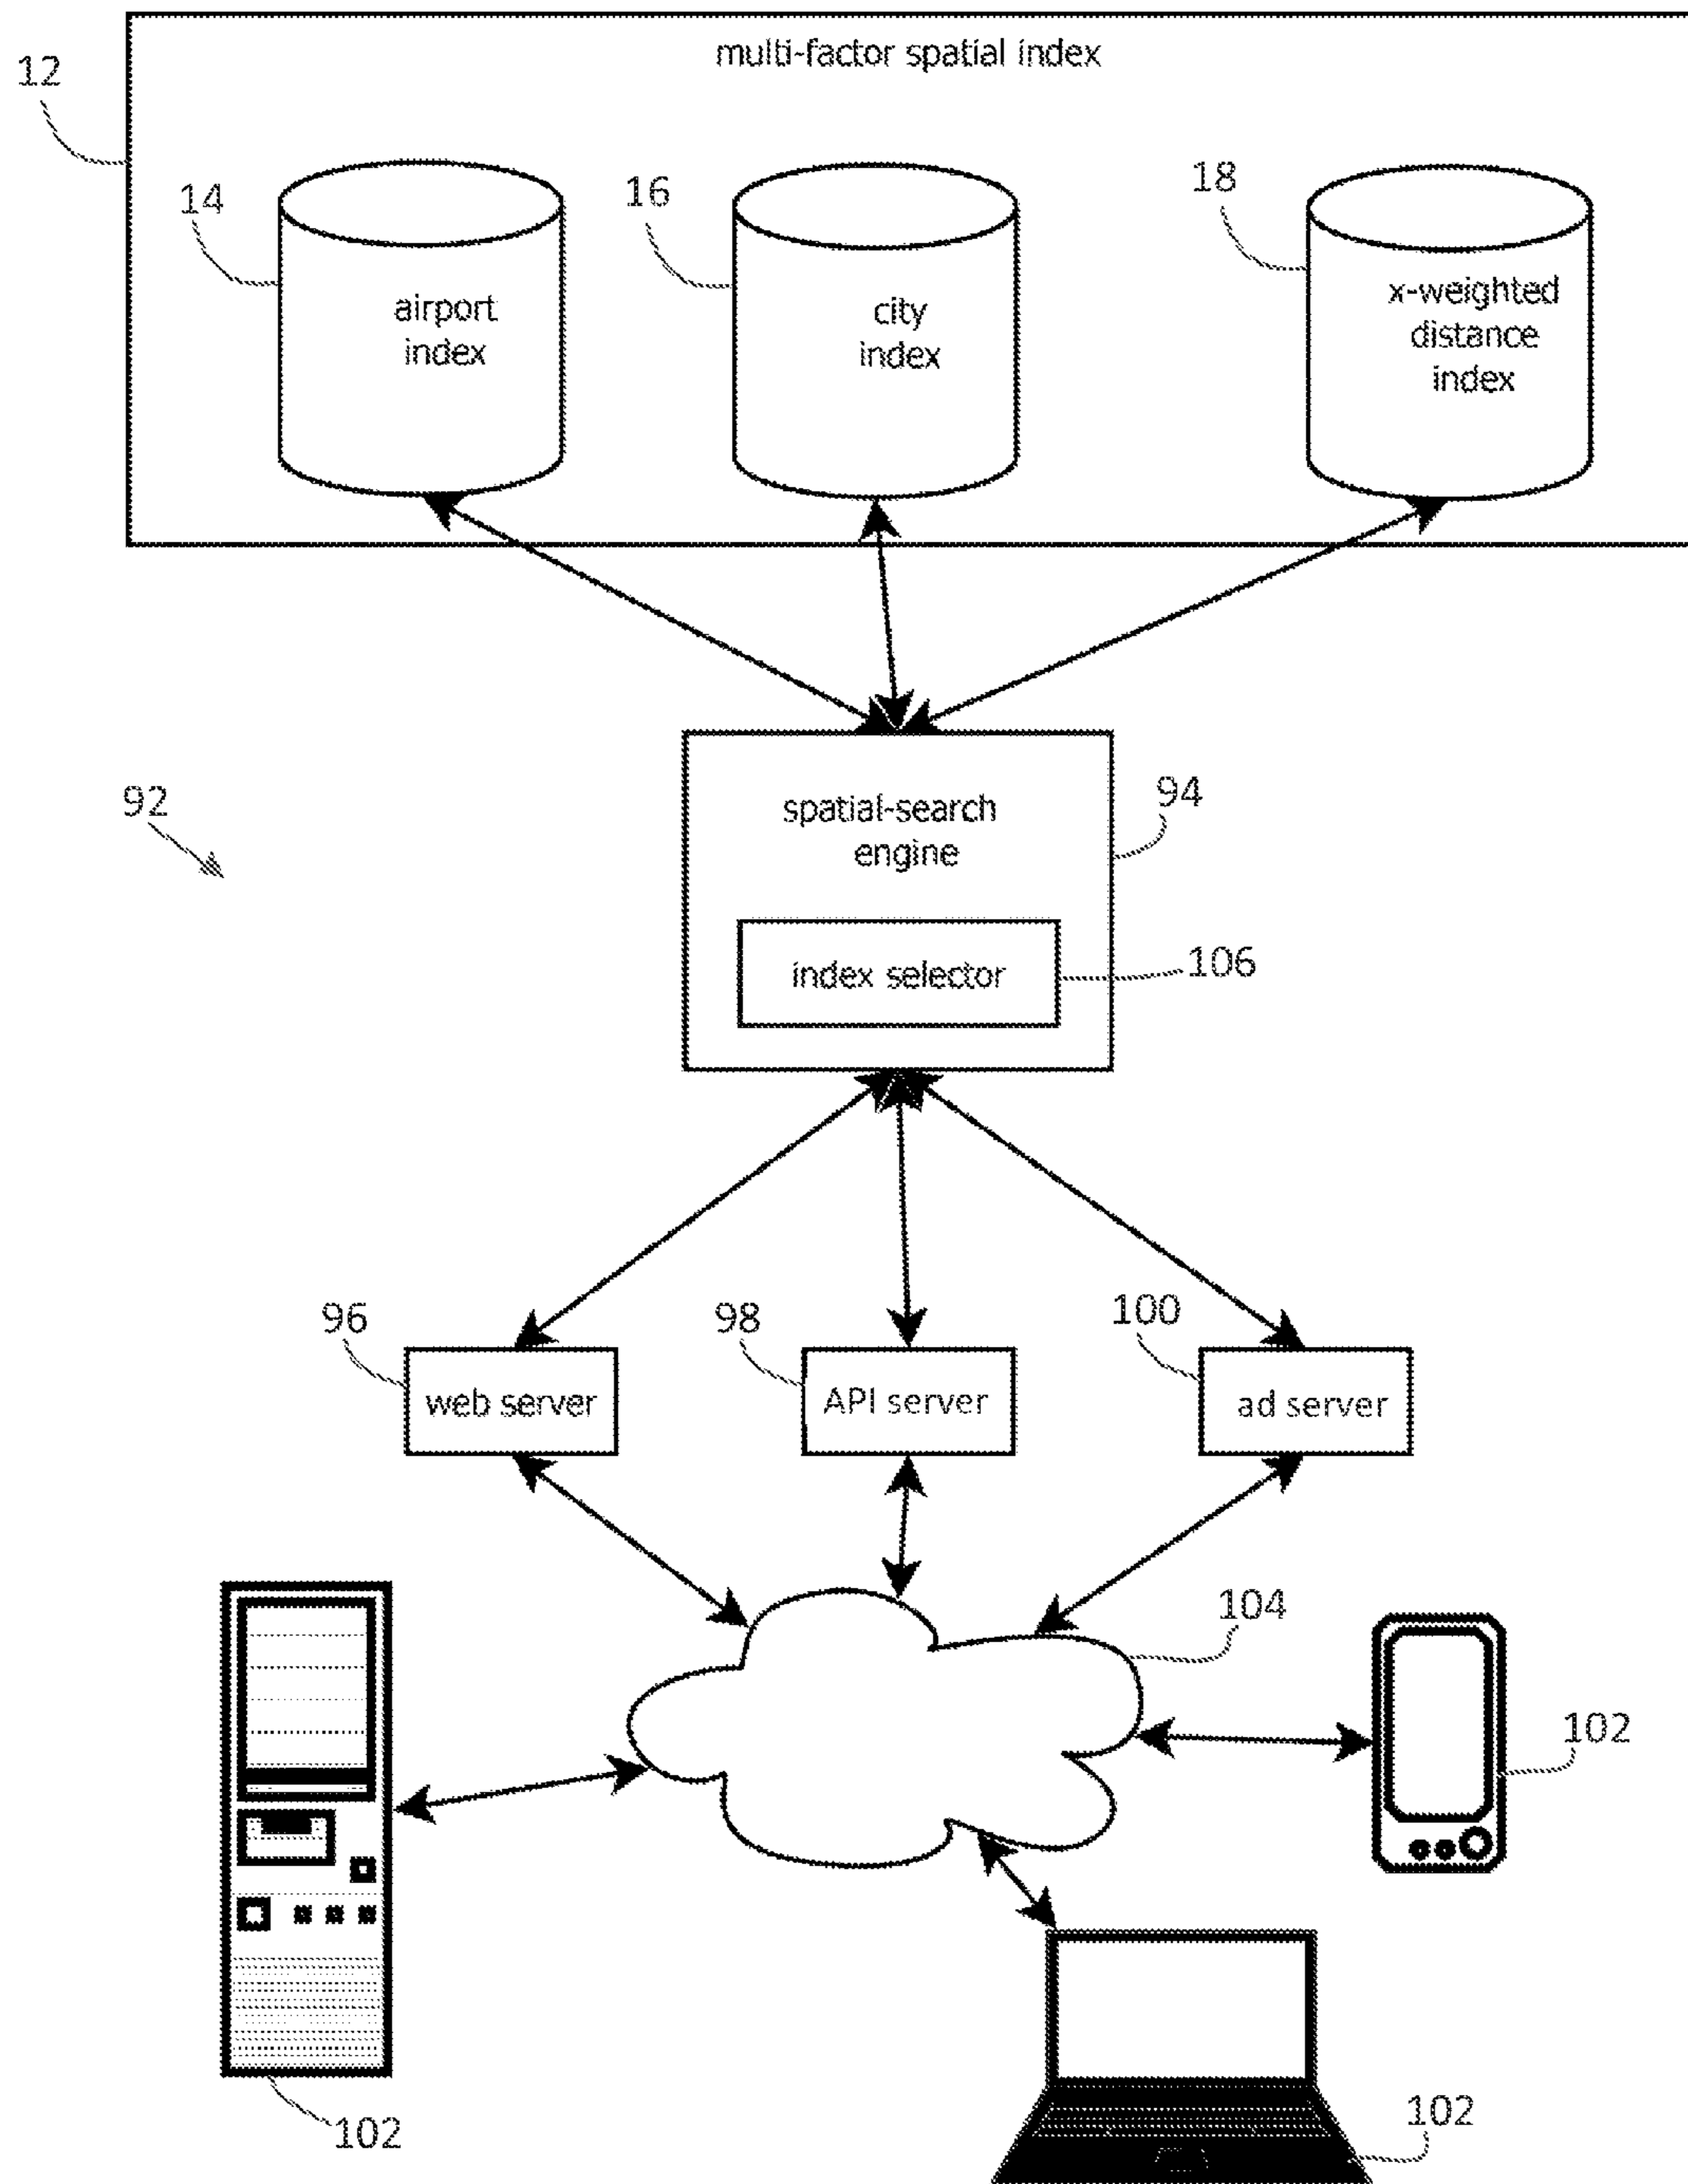 multi-factor spatial index
12
14
16
18
airport
index
city
index
x-weighted
distance
index
92
94
spatial-search
engine
index selector
106
96
98
100
web server
API server
ad server
104
102
102
102